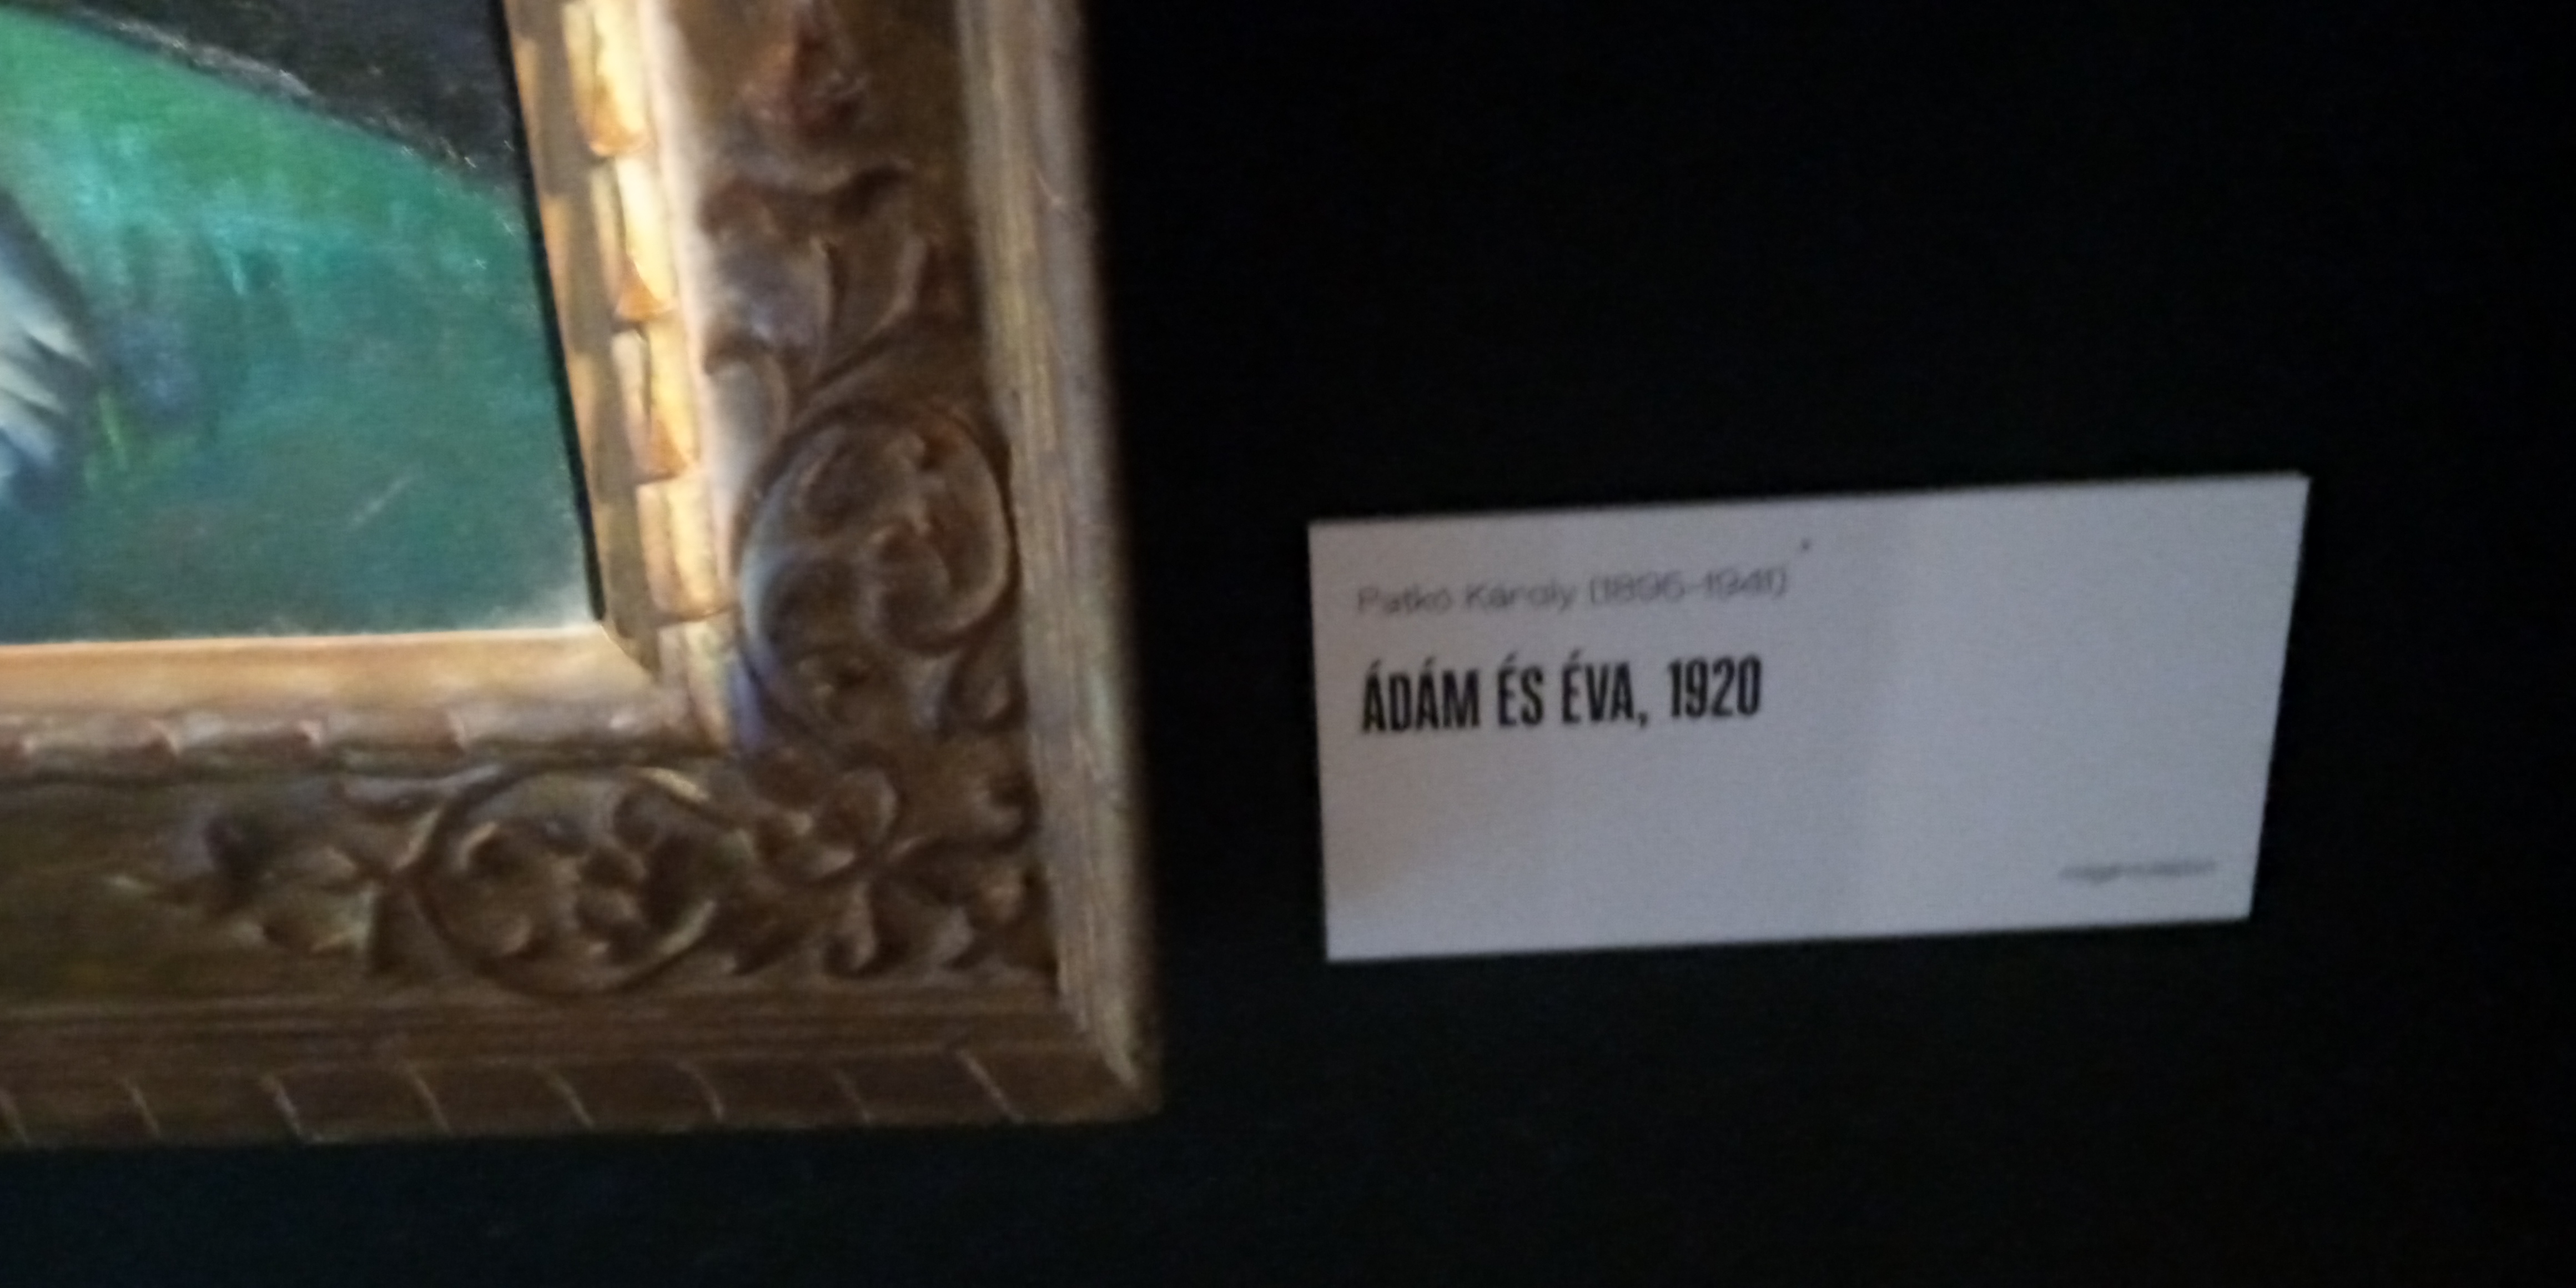 Patkó Károly (1895-1941)
ÁDÁM ÉS ÉVA, 1920